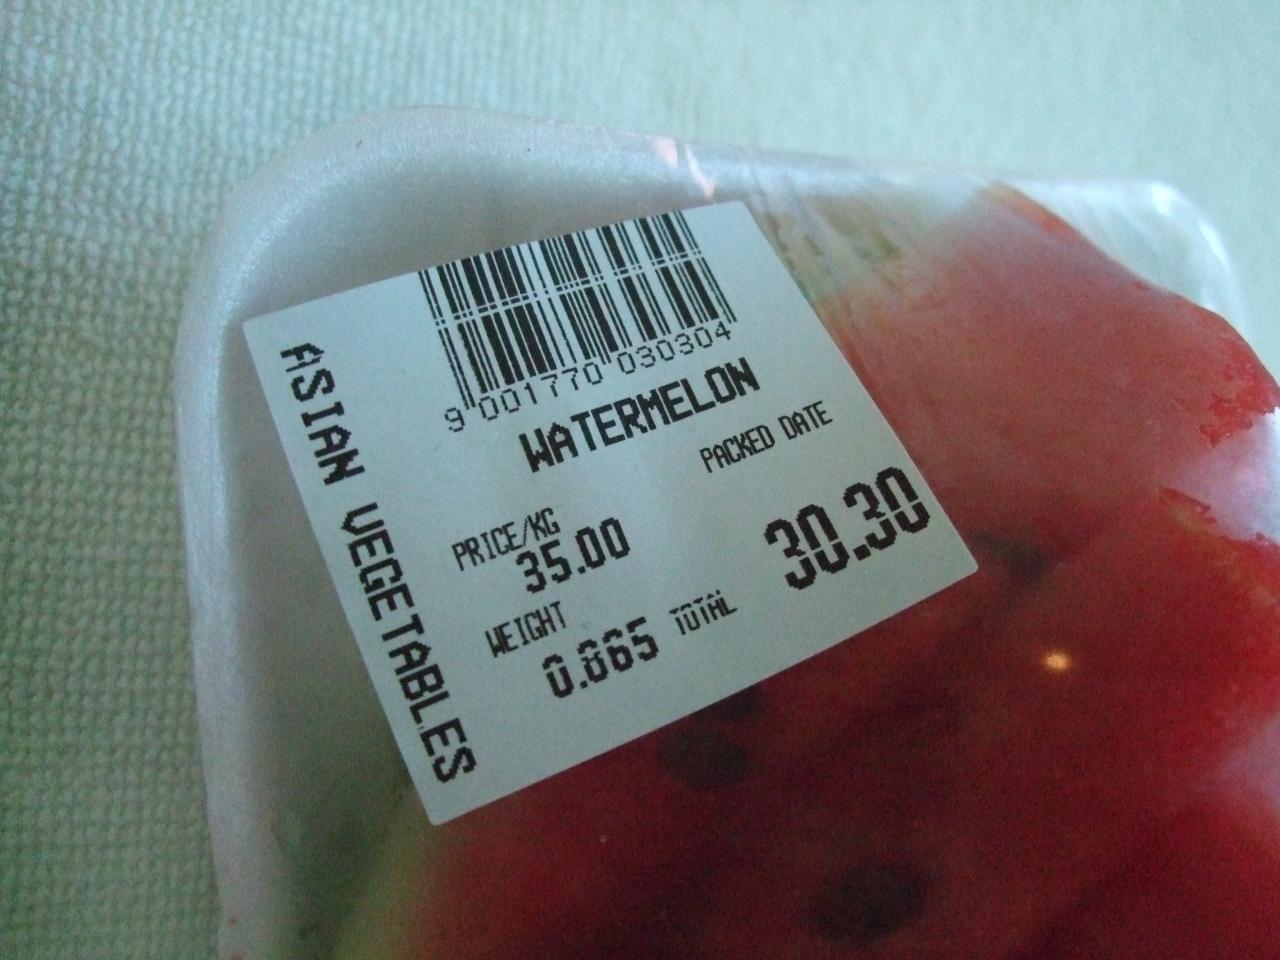 9 001770 030304
WATERMELON
PACKED DATE
PRICE/KG
35.00
30.30
WEIGHT
0.865
TOTAL
ASIAN VEGETABLES